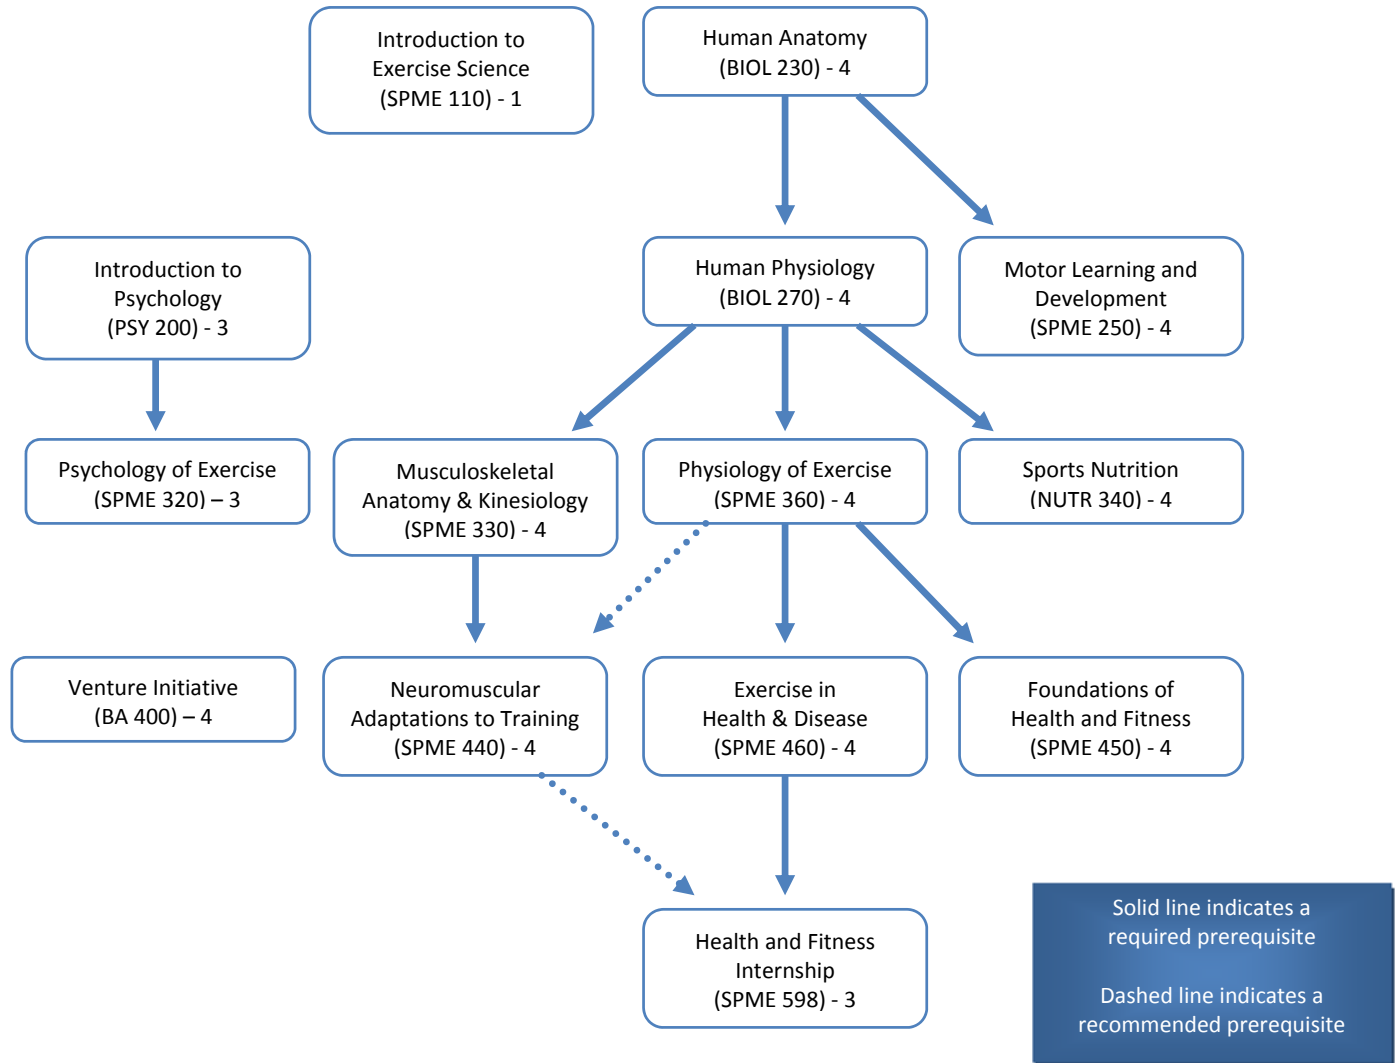 Introduction to
Exercise Science
(SPME 110) - 1
Human Anatomy
(BIOL 230) - 4
Introduction to
Psychology
(PSY 200) - 3
Human Physiology
(BIOL 270) - 4
Motor Learning and
Development
(SPME 250) - 4
Psychology of Exercise
(SPME 320) – 3
Musculoskeletal
Anatomy & Kinesiology
(SPME 330) - 4
Physiology of Exercise
(SPME 360) - 4
Sports Nutrition
(NUTR 340) - 4
Venture Initiative
(BA 400) – 4
Neuromuscular
Adaptations to Training
(SPME 440) - 4
Exercise in
Health & Disease
(SPME 460) - 4
Foundations of
Health and Fitness
(SPME 450) - 4
Health and Fitness
Internship
(SPME 598) - 3
Solid line indicates a
required prerequisite
Dashed line indicates a
recommended prerequisite